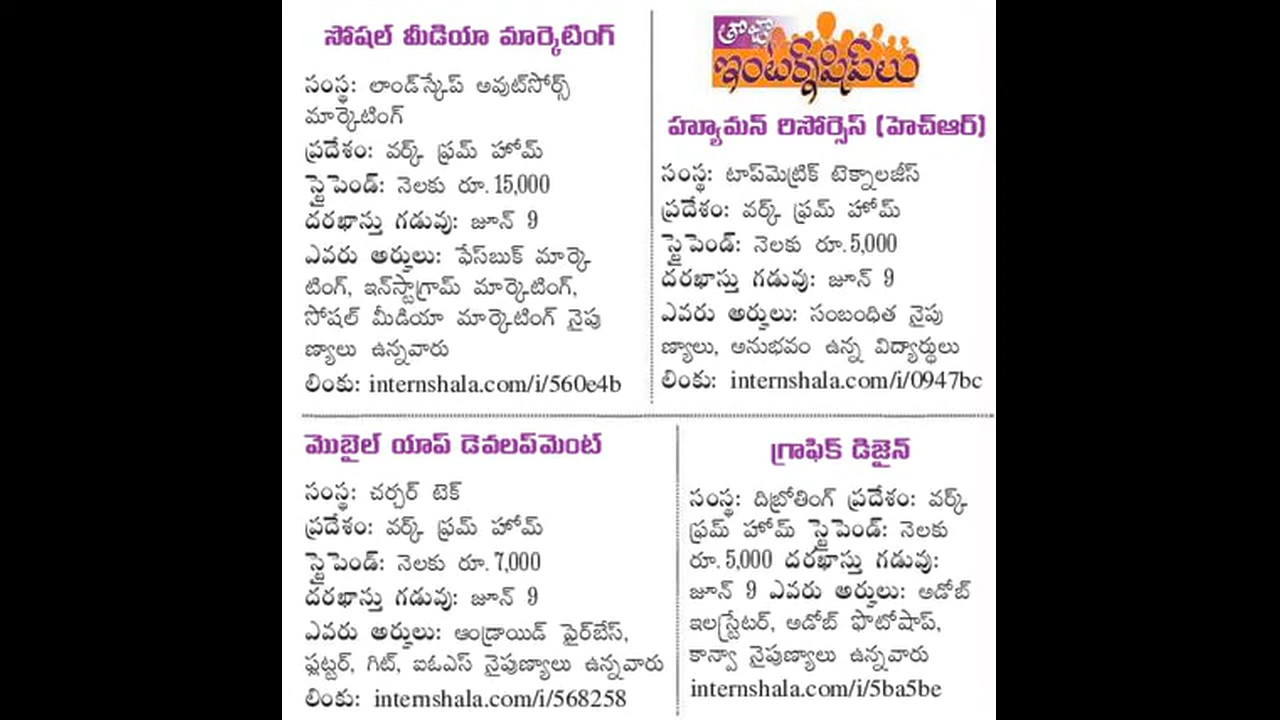 సోషల్ మీడియా మార్కెటింగ్
సంస్థ: లాండ్‌స్కేప్ అవుట్‌సోర్స్
మార్కెటింగ్
ప్రదేశం: వర్క్ ఫ్రమ్ హోమ్
స్టైపెండ్: నెలకు రూ. 15,000
దరఖాస్తు గడువు: జూన్ 9
ఎవరు అర్హులు: ఫేస్‌బుక్ మార్కె
టింగ్, ఇన్‌స్టాగ్రామ్ మార్కెటింగ్,
సోషల్ మీడియా మార్కెటింగ్ నైపు
ణ్యాలు ఉన్నవారు
లింకు: internshala.com/i/560e4b
ఇంటర్న్‌షిప్‌లు
హ్యూమన్ రిసోర్సెస్ (హెచ్ఆర్)
సంస్థ: టాప్‌మెట్రిక్ టెక్నాలజీస్
ప్రదేశం: వర్క్ ఫ్రమ్ హోమ్
స్టైపెండ్: నెలకు రూ. 5,000
దరఖాస్తు గడువు: జూన్ 9
ఎవరు అర్హులు: సంబంధిత నైపు
ణ్యాలు, అనుభవం ఉన్న విద్యార్థులు
లింకు: internshala.com/i/0947bc
మొబైల్ యాప్ డెవలప్‌మెంట్
సంస్థ: చర్చర్ టెక్
ప్రదేశం: వర్క్ ఫ్రమ్ హోమ్
స్టైపెండ్: నెలకు రూ. 7,000
దరఖాస్తు గడువు: జూన్ 9
ఎవరు అర్హులు: ఆండ్రాయిడ్ ఫైర్‌బేస్,
ఫ్లట్టర్, గిట్, ఐఓఎస్ నైపుణ్యాలు ఉన్నవారు
లింకు: internshala.com/i/568258
గ్రాఫిక్ డిజైన్
సంస్థ: దిబ్రోతింగ్ ప్రదేశం: వర్క్
ఫ్రమ్ హోమ్ స్టైపెండ్: నెలకు
రూ. 5,000 దరఖాస్తు గడువు:
జూన్ 9 ఎవరు అర్హులు: అడోబ్
ఇలస్ట్రేటర్, అడోబ్ ఫొటోషాప్,
కాన్వా నైపుణ్యాలు ఉన్నవారు
internshala.com/i/5ba5be